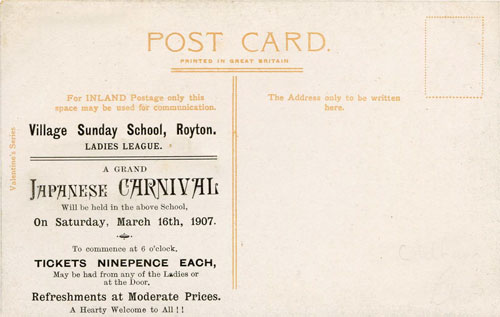 POST CARD.
PRINTED IN GREAT BRITAIN
For INLAND Postage only this
space may be used for communication.
The Address only to be written
here.
Valentine's Series
Village Sunday School, Royton.
LADIES LEAGUE.
A GRAND
JAPANESE CARNIVAL
Will be held in the above School,
On Saturday, March 16th, 1907.
To commence at 6 o'clock.
TICKETS NINEPENCE EACH,
May be had from any of the Ladies or
at the Door.
Refreshments at Moderate Prices.
A Hearty Welcome to All !!